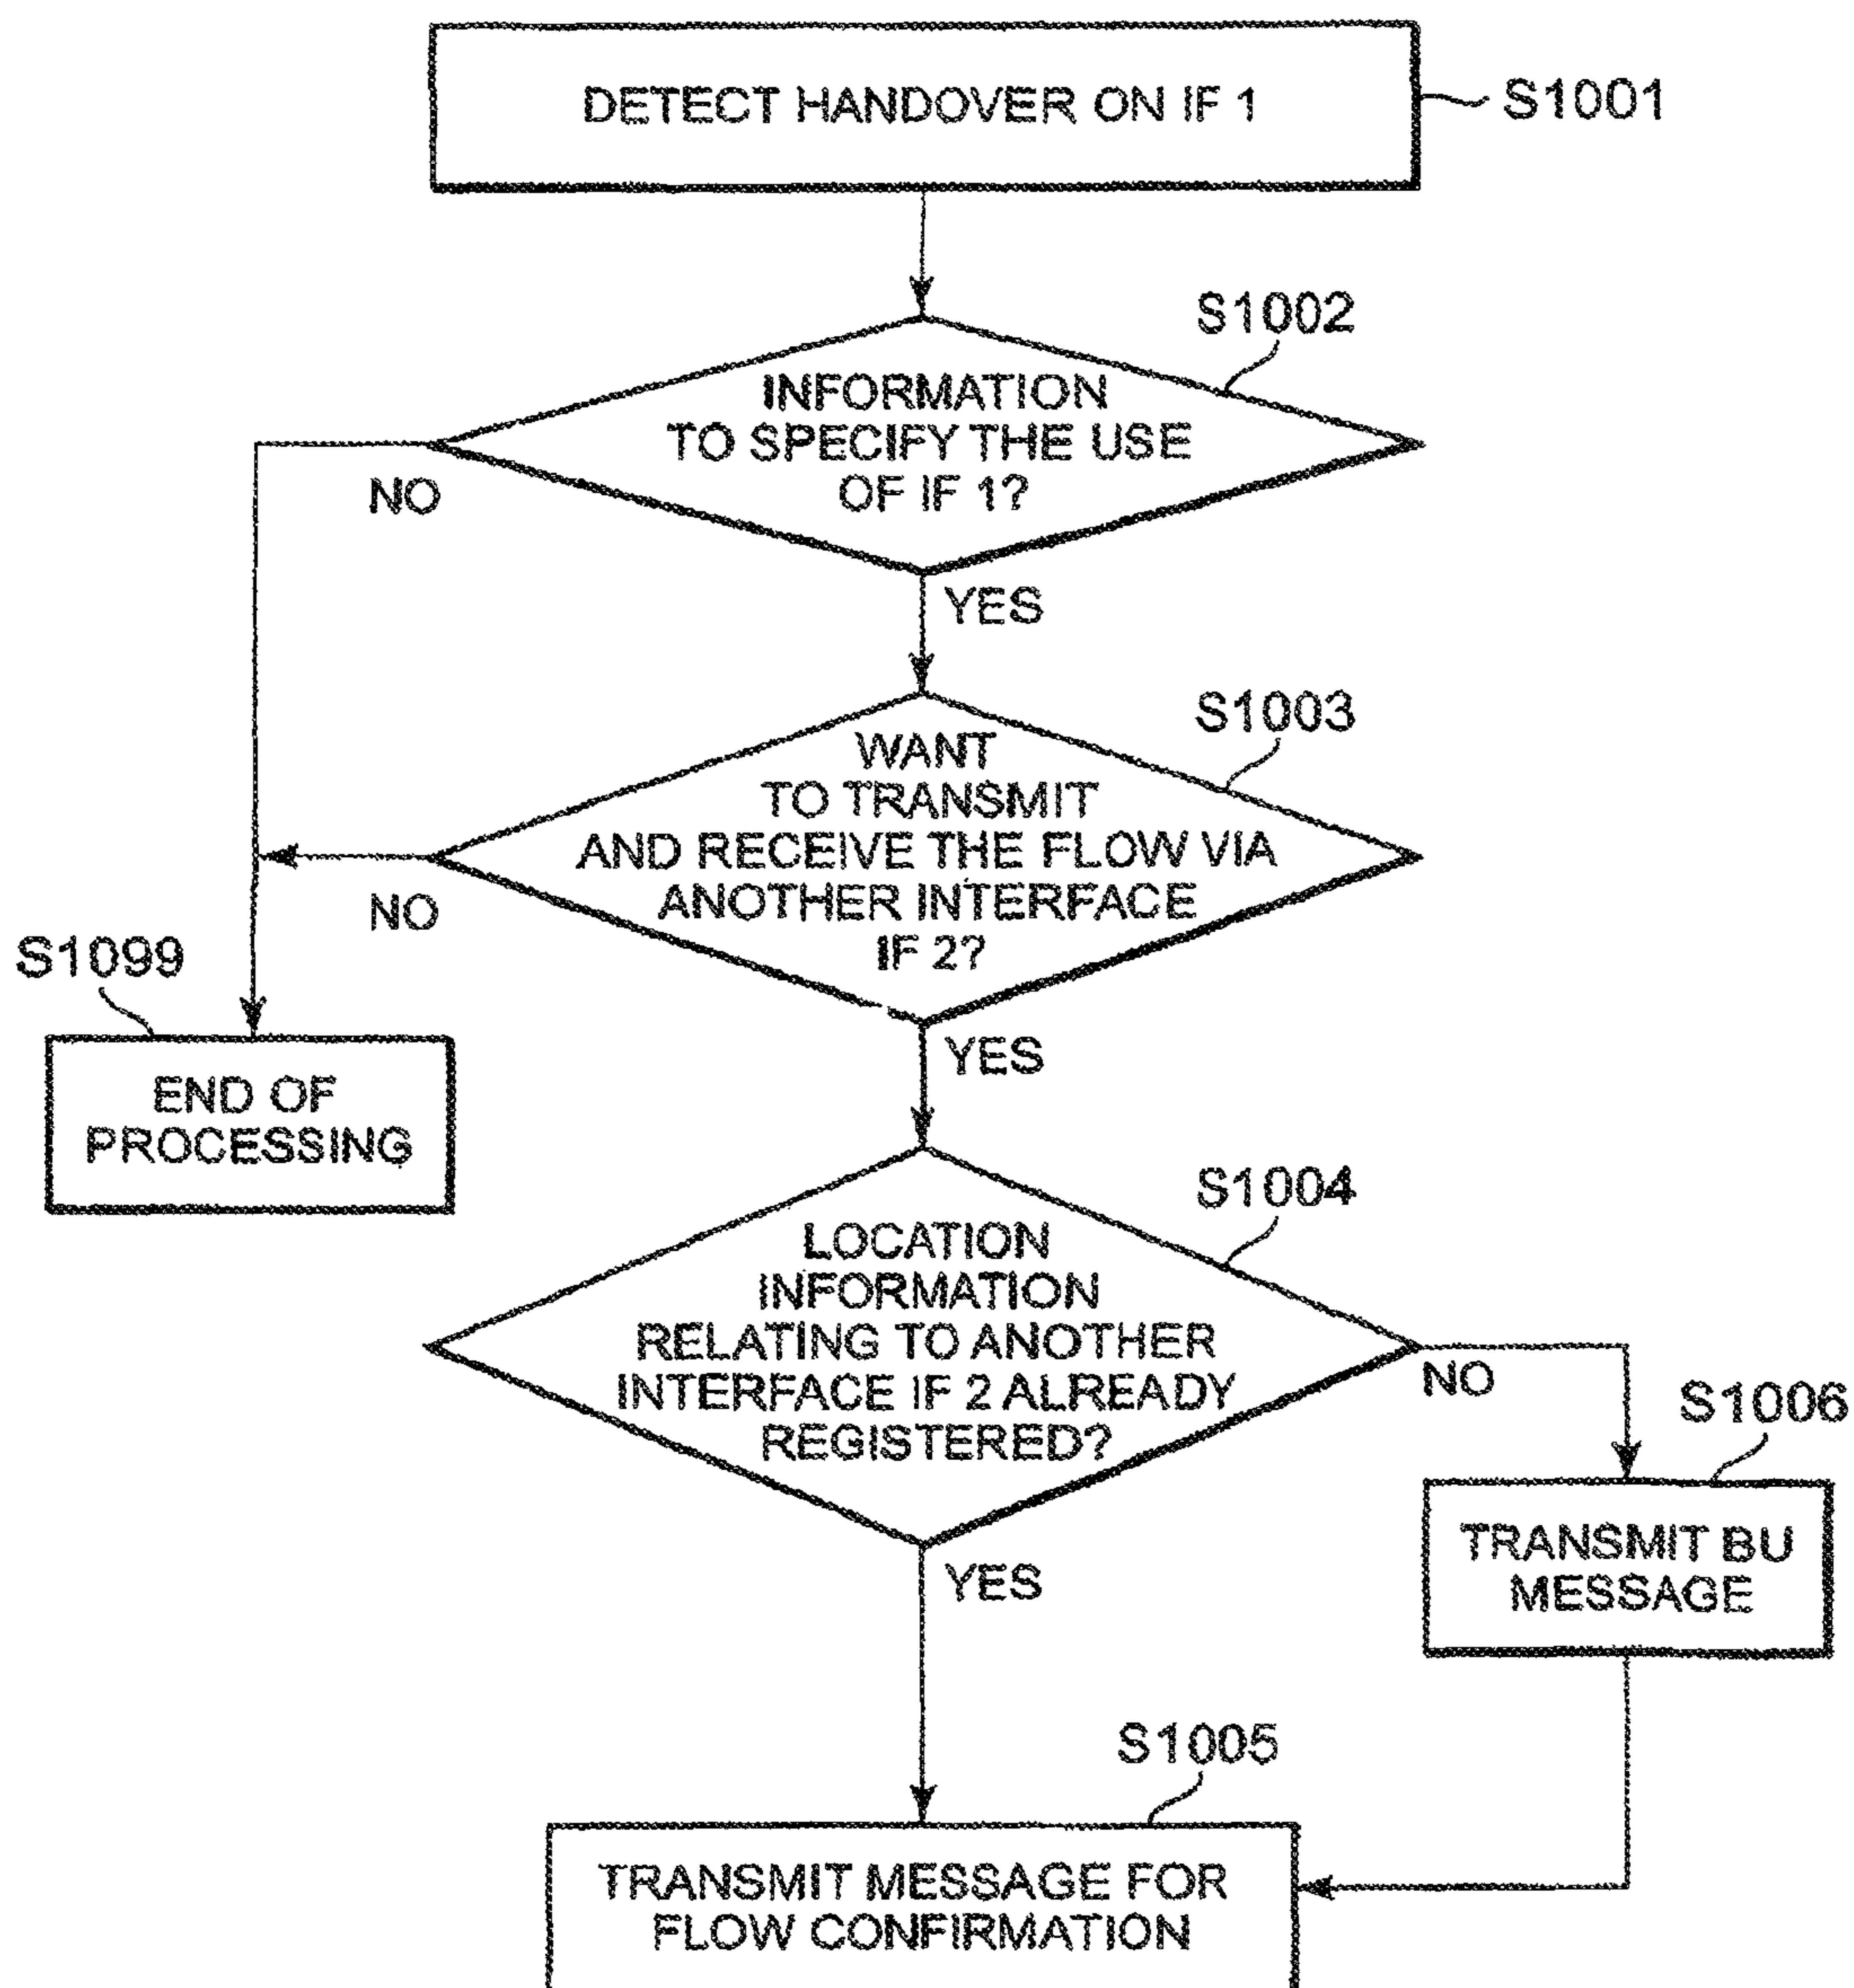 DETECT HANDOVER ON IF 1
S1001
S1002
INFORMATION
TO SPECIFY THE USE
OF IF 1?
NO
YES
S1003
WANT
TO TRANSMIT
AND RECEIVE THE FLOW VIA
ANOTHER INTERFACE
IF 2?
NO
YES
S1099
END OF
PROCESSING
S1004
LOCATION
INFORMATION
RELATING TO ANOTHER
INTERFACE IF 2 ALREADY
REGISTERED?
NO
YES
S1006
TRANSMIT BU
MESSAGE
S1005
TRANSMIT MESSAGE FOR
FLOW CONFIRMATION